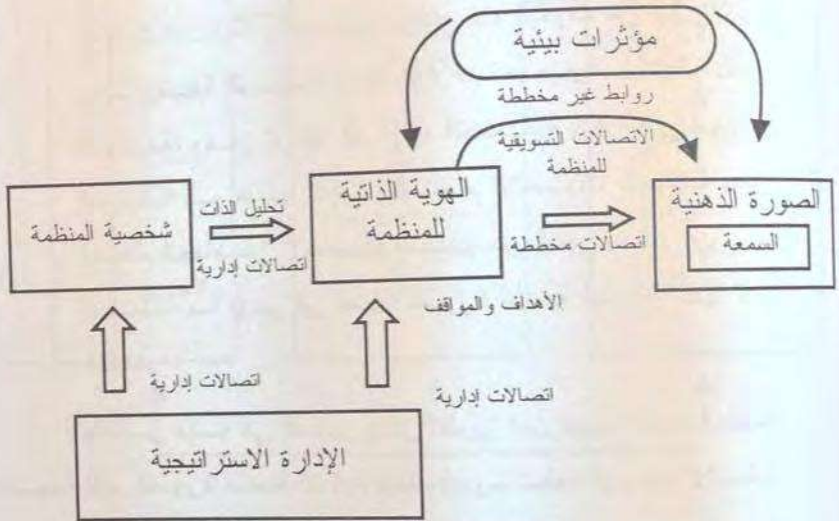 مؤثرات بيئية
روابط غير مخططة
الاتصالات التسويقية
للمنظمة
الصورة الذهنية
السمعة
الهوية الذاتية
للمنظمة
اتصالات مخططة
تحليل الذات
اتصالات إدارية
شخصية المنظمة
الأهداف والمواقف
اتصالات إدارية
اتصالات إدارية
الإدارة الاستراتيجية